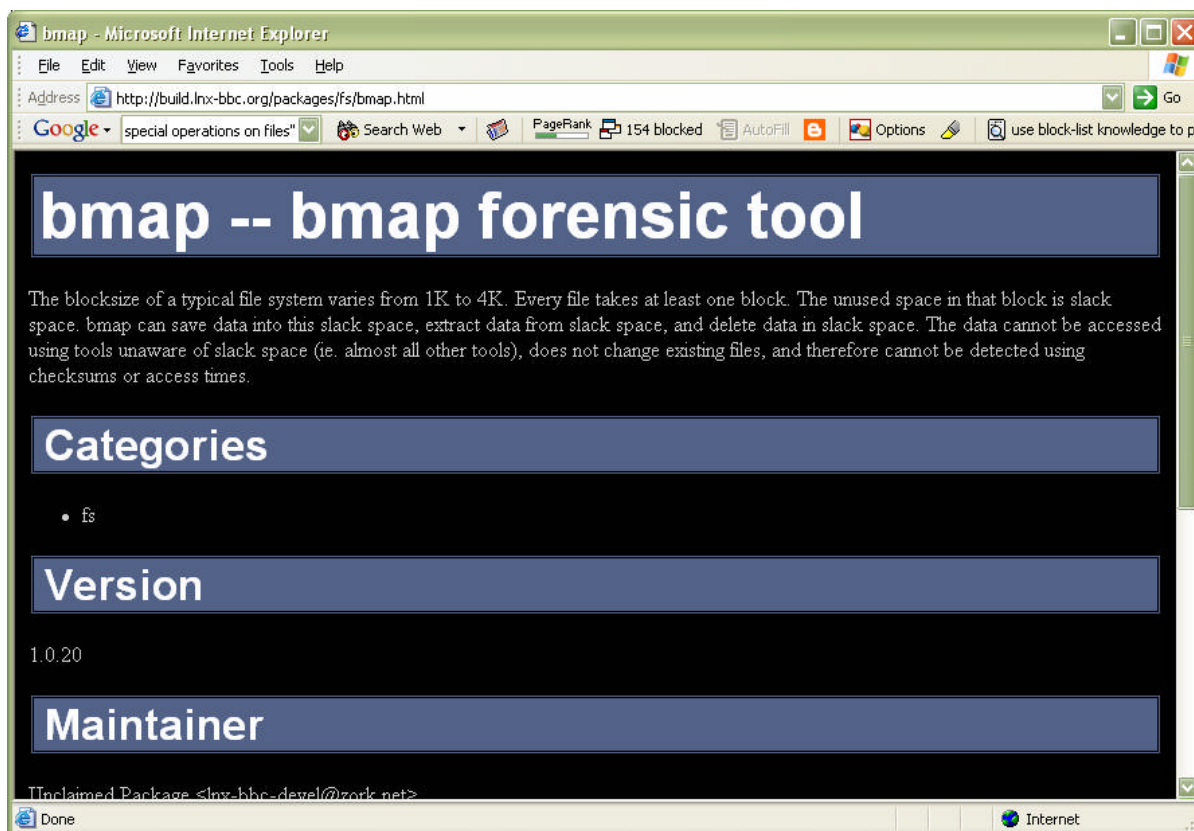 bmap - Microsoft Internet Explorer
File Edit View Favorites Tools Help
Address http://build.lnx-bbc.org/packages/fs/bmap.html Go
Google special operations on files" Search Web PageRank 154 blocked AutoFill Options use block-list knowledge to p
bmap -- bmap forensic tool
The blocksize of a typical file system varies from 1K to 4K. Every file takes at least one block. The unused space in that block is slack
space. bmap can save data into this slack space, extract data from slack space, and delete data in slack space. The data cannot be accessed
using tools unaware of slack space (ie. almost all other tools), does not change existing files, and therefore cannot be detected using
checksums or access times.
Categories
• fs
Version
1.0.20
Maintainer
Unclaimed Package <lnx-bbc-devel@zork.net>
Done Internet